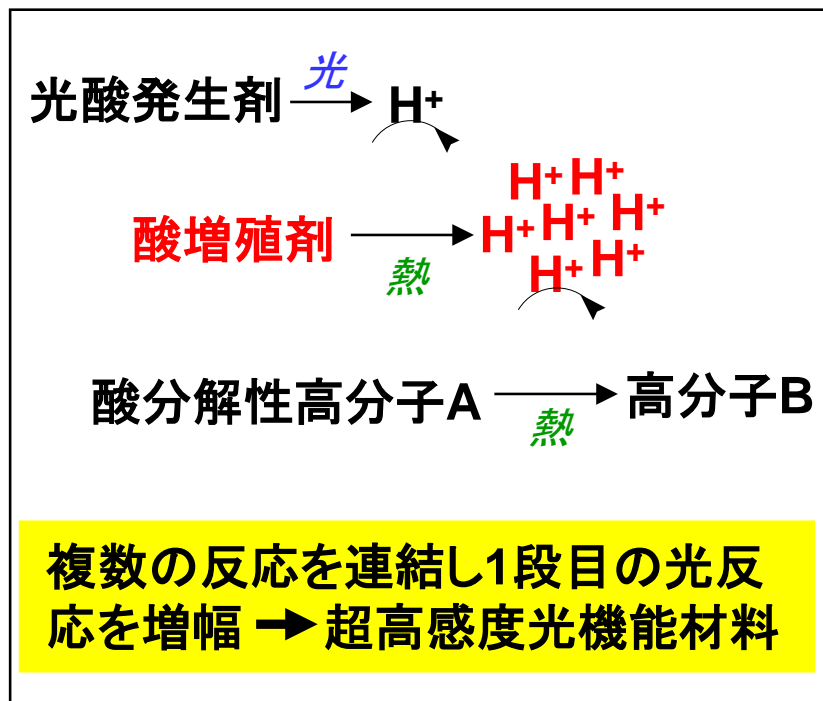 光酸発生剤 光 H⁺
酸増殖剤 熱 H⁺ H⁺ H⁺ H⁺ H⁺ H⁺ H⁺
酸分解性高分子A 熱 高分子B
複数の反応を連結し1段目の光反
応を増幅 ➡ 超高感度光機能材料